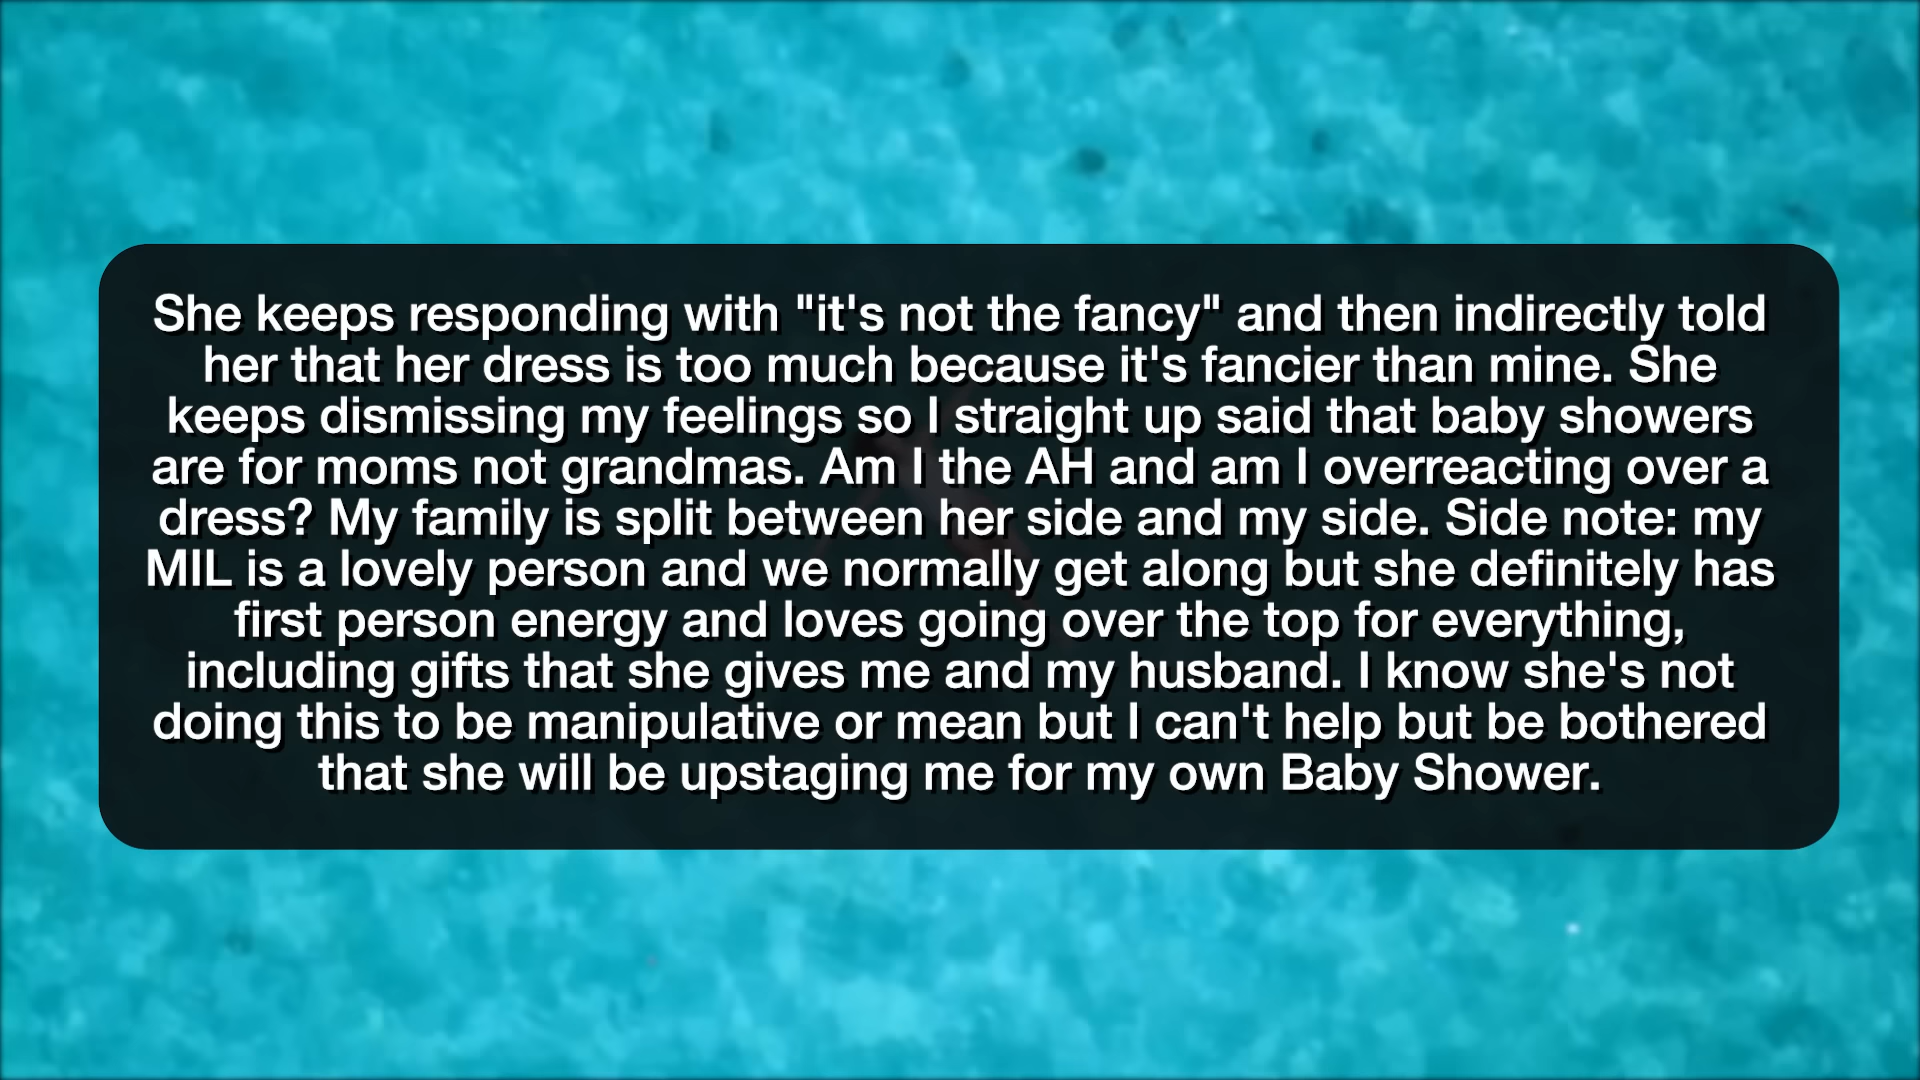 She keeps responding with "it's not the fancy" and then indirectly told
her that her dress is too much because it's fancier than mine. She
keeps dismissing my feelings so I straight up said that baby showers
are for moms not grandmas. Am I the AH and am I overreacting over a
dress? My family is split between her side and my side. Side note: my
MIL is a lovely person and we normally get along but she definitely has
first person energy and loves going over the top for everything,
including gifts that she gives me and my husband. I know she's not
doing this to be manipulative or mean but I can't help but be bothered
that she will be upstaging me for my own Baby Shower.